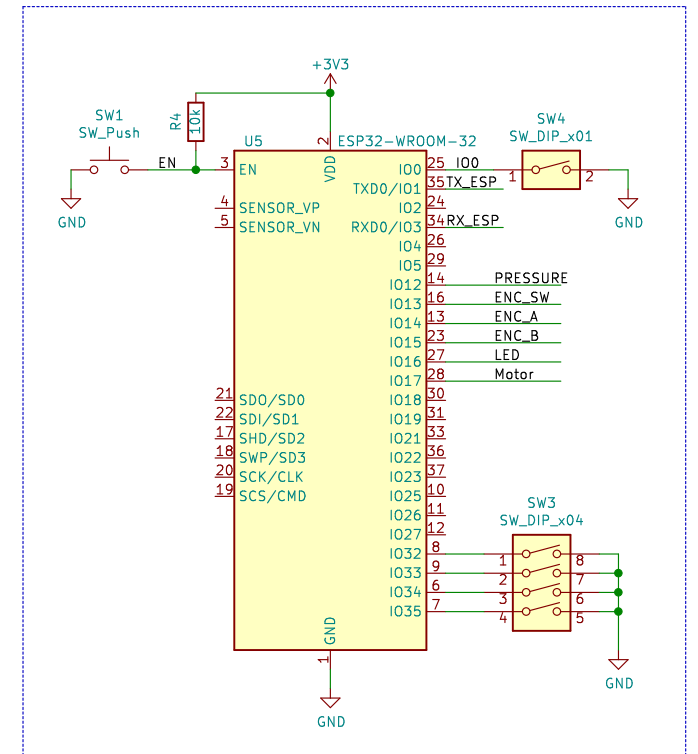 +3V3
SW1
SW_Push
R4
10k
U5
2
ESP32-WROOM-32
SW4
SW_DIP_x01
EN
3
EN
VDD
IO0
25
IO0
1
2
TXD0/IO1
35
TX_ESP
GND
4
SENSOR_VP
IO2
24
GND
5
SENSOR_VN
RXD0/IO3
34
RX_ESP
IO4
26
IO5
29
IO12
14
PRESSURE
IO13
16
ENC_SW
IO14
13
ENC_A
IO15
23
ENC_B
IO16
27
LED
IO17
28
Motor
21
SDO/SD0
IO18
30
22
SDI/SD1
IO19
31
17
SHD/SD2
IO21
33
18
SWP/SD3
IO22
36
20
SCK/CLK
IO23
37
19
SCS/CMD
IO25
10
IO26
11
IO27
12
SW3
SW_DIP_x04
IO32
8
1
8
IO33
9
2
7
IO34
6
3
6
IO35
7
4
5
GND
1
GND
GND